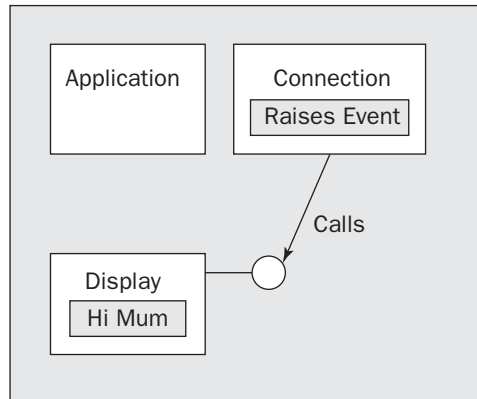 Application
Connection
Raises Event
Calls
Display
Hi Mum